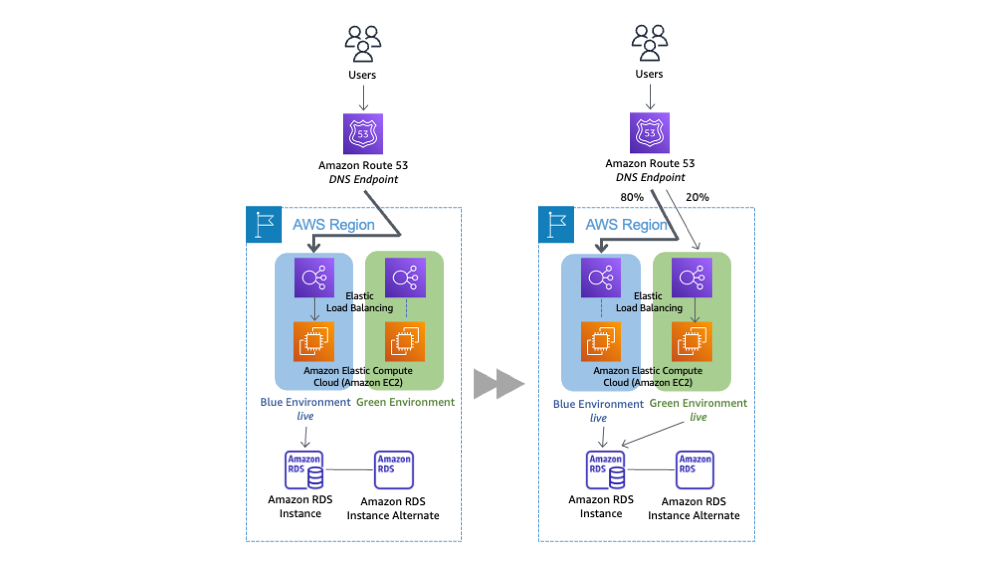 Users
53
Amazon Route 53
DNS Endpoint
AWS Region
Elastic
Load Balancing
Amazon Elastic Compute
Cloud (Amazon EC2)
Blue Environment
live
Green Environment
Amazon
RDS
Amazon RDS
Instance
Amazon
RDS
Amazon RDS
Instance Alternate
Users
53
Amazon Route 53
DNS Endpoint
80%
20%
AWS Region
Elastic
Load Balancing
Amazon Elastic Compute
Cloud (Amazon EC2)
Blue Environment
live
Green Environment
live
Amazon
RDS
Amazon RDS
Instance
Amazon
RDS
Amazon RDS
Instance Alternate